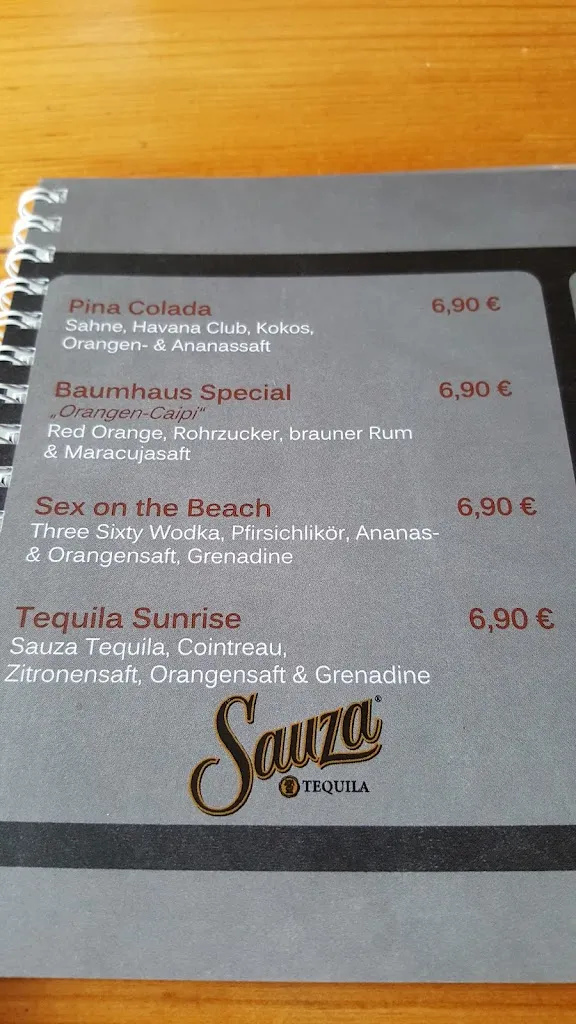 Pina Colada 6,90 €
Sahne, Havana Club, Kokos,
Orangen- & Ananassaft
Baumhaus Special 6,90 €
„Orangen-Caipi“
Red Orange, Rohrzucker, brauner Rum
& Maracujasaft
Sex on the Beach 6,90 €
Three Sixty Wodka, Pfirsichlikör, Ananas-
& Orangensaft, Grenadine
Tequila Sunrise 6,90 €
Sauza Tequila, Cointreau,
Zitronensaft, Orangensaft & Grenadine
Sauza®
TEQUILA